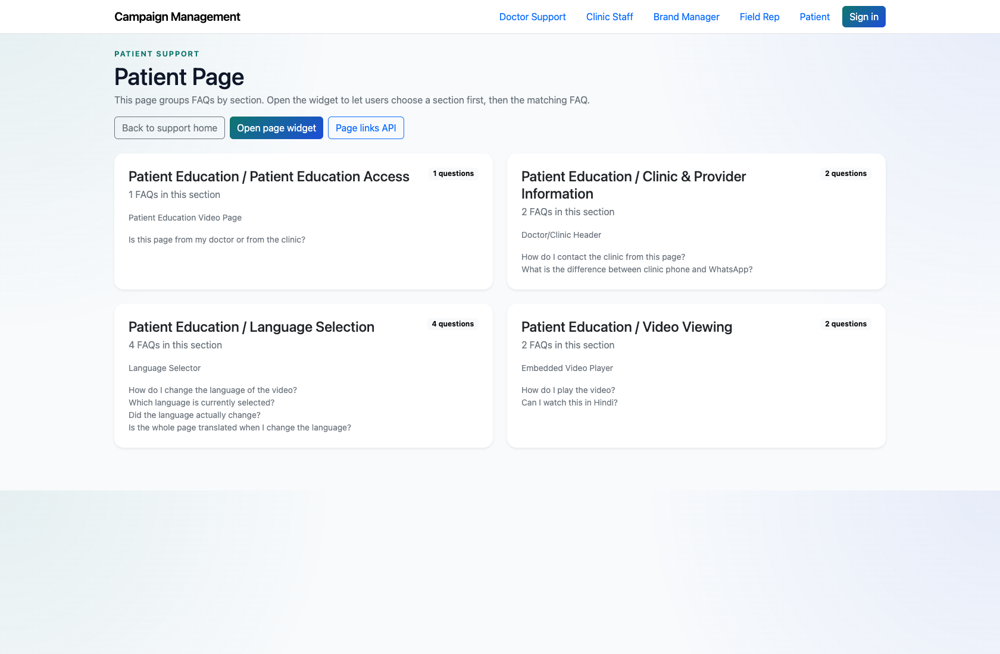 Campaign Management
Doctor Support
Clinic Staff
Brand Manager
Field Rep
Patient
Sign in
PATIENT SUPPORT
Patient Page
This page groups FAQs by section. Open the widget to let users choose a section first, then the matching FAQ.
Back to support home
Open page widget
Page links API
Patient Education / Patient Education Access
1 questions
1 FAQs in this section
Patient Education Video Page
Is this page from my doctor or from the clinic?
Patient Education / Clinic & Provider
Information
2 questions
2 FAQs in this section
Doctor/Clinic Header
How do I contact the clinic from this page?
What is the difference between clinic phone and WhatsApp?
Patient Education / Language Selection
4 questions
4 FAQs in this section
Language Selector
How do I change the language of the video?
Which language is currently selected?
Did the language actually change?
Is the whole page translated when I change the language?
Patient Education / Video Viewing
2 questions
2 FAQs in this section
Embedded Video Player
How do I play the video?
Can I watch this in Hindi?